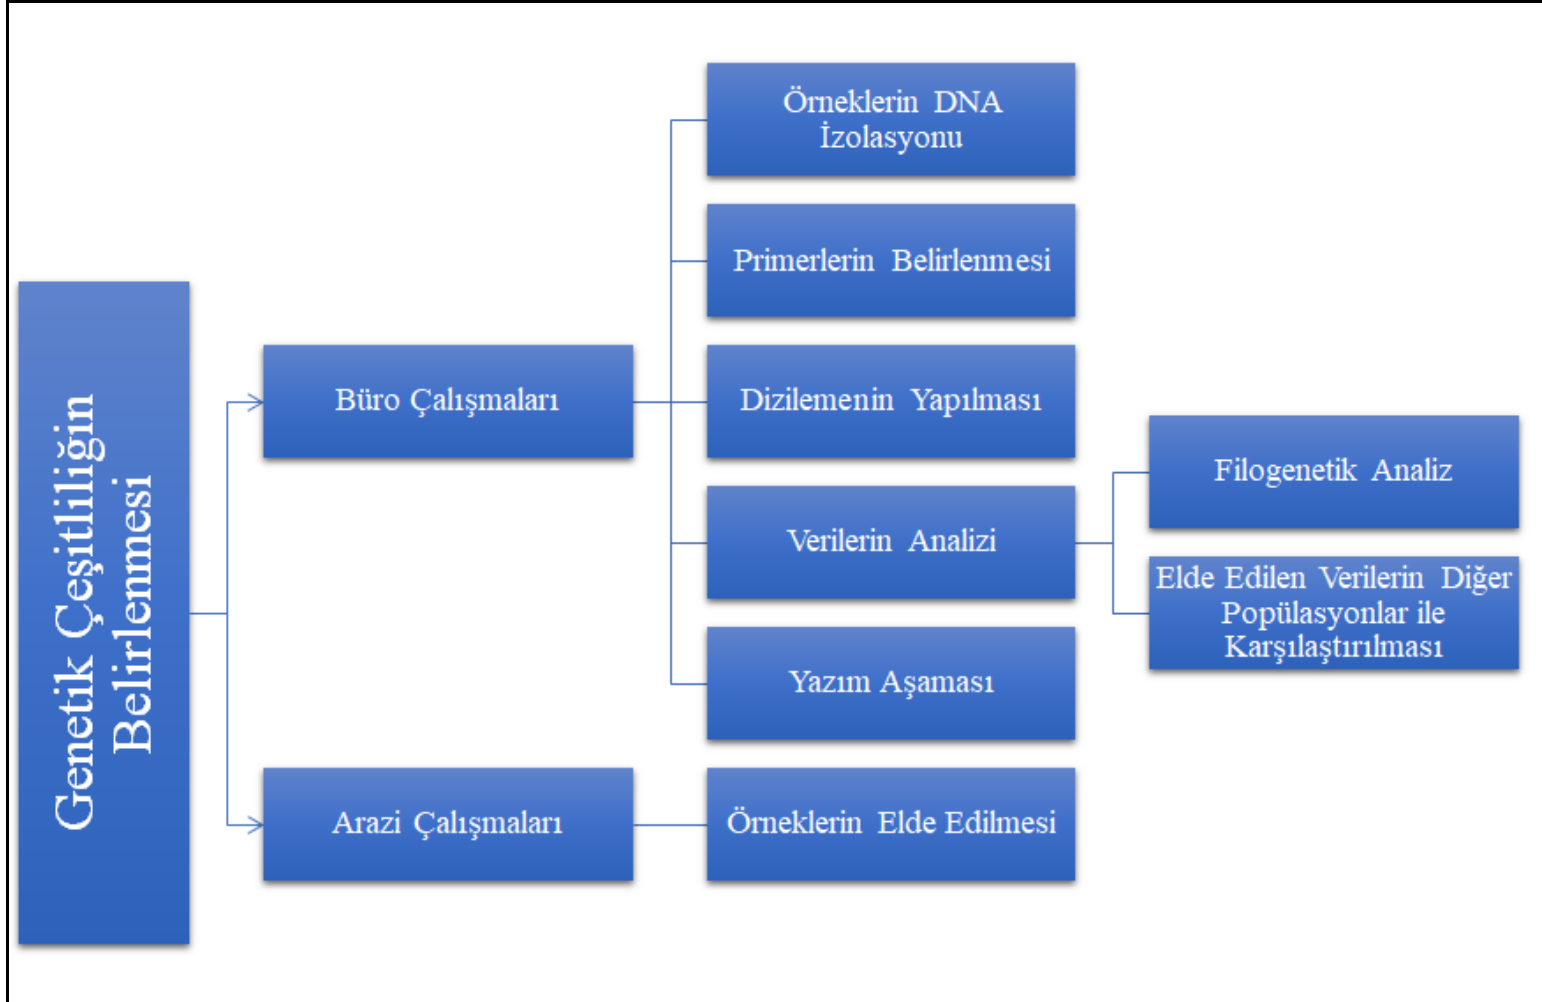 Genetik Çeşitliliğin
Belirlenmesi
Büro Çalışmaları
Örneklerin DNA
İzolasyonu
Primerlerin Belirlenmesi
Dizilemenin Yapılması
Verilerin Analizi
Filogenetik Analiz
Elde Edilen Verilerin Diğer
Popülasyonlar ile
Karşılaştırılması
Yazım Aşaması
Arazi Çalışmaları
Örneklerin Elde Edilmesi